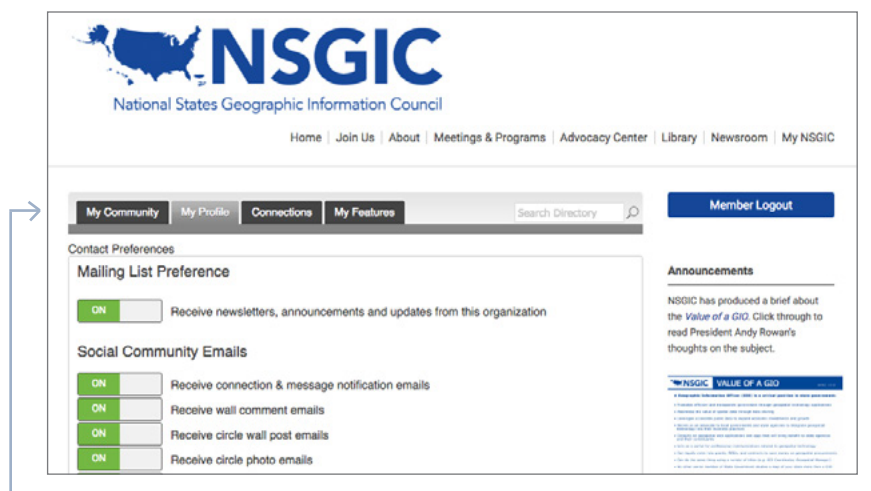 NSGIC
National States Geographic Information Council
Home | Join Us | About | Meetings & Programs | Advocacy Center | Library | Newsroom | My NSGIC
My Community My Profile Connections My Features Search Directory
Member Logout
Contact Preferences
Mailing List Preference
ON Receive newsletters, announcements and updates from this organization
Social Community Emails
ON Receive connection & message notification emails
ON Receive wall comment emails
ON Receive circle wall post emails
ON Receive circle photo emails
Announcements
NSGIC has produced a brief about
the Value of a GIO. Click through to
read President Andy Rowan's
thoughts on the subject.
NSGIC VALUE OF A GIO